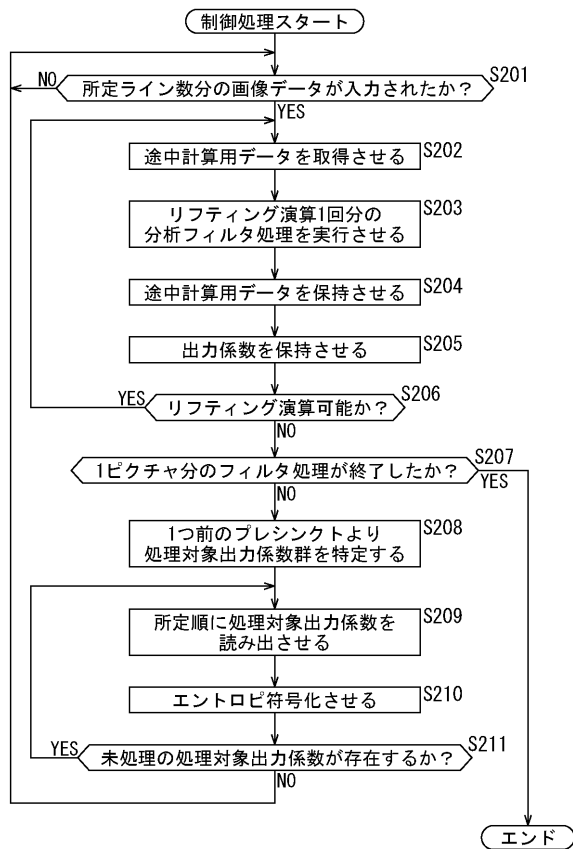 制御処理スタート
所定ライン数分の画像データが入力されたか？
S201
NO
YES
途中計算用データを取得させる
S202
リフティング演算1回分の
分析フィルタ処理を実行させる
S203
途中計算用データを保持させる
S204
出力係数を保持させる
S205
リフティング演算可能か？
S206
YES
NO
1ピクチャ分のフィルタ処理が終了したか？
S207
YES
NO
1つ前のプレシンクトより
処理対象出力係数群を特定する
S208
所定順に処理対象出力係数を
読み出させる
S209
エントロピ符号化させる
S210
未処理の処理対象出力係数が存在するか？
S211
YES
NO
エンド